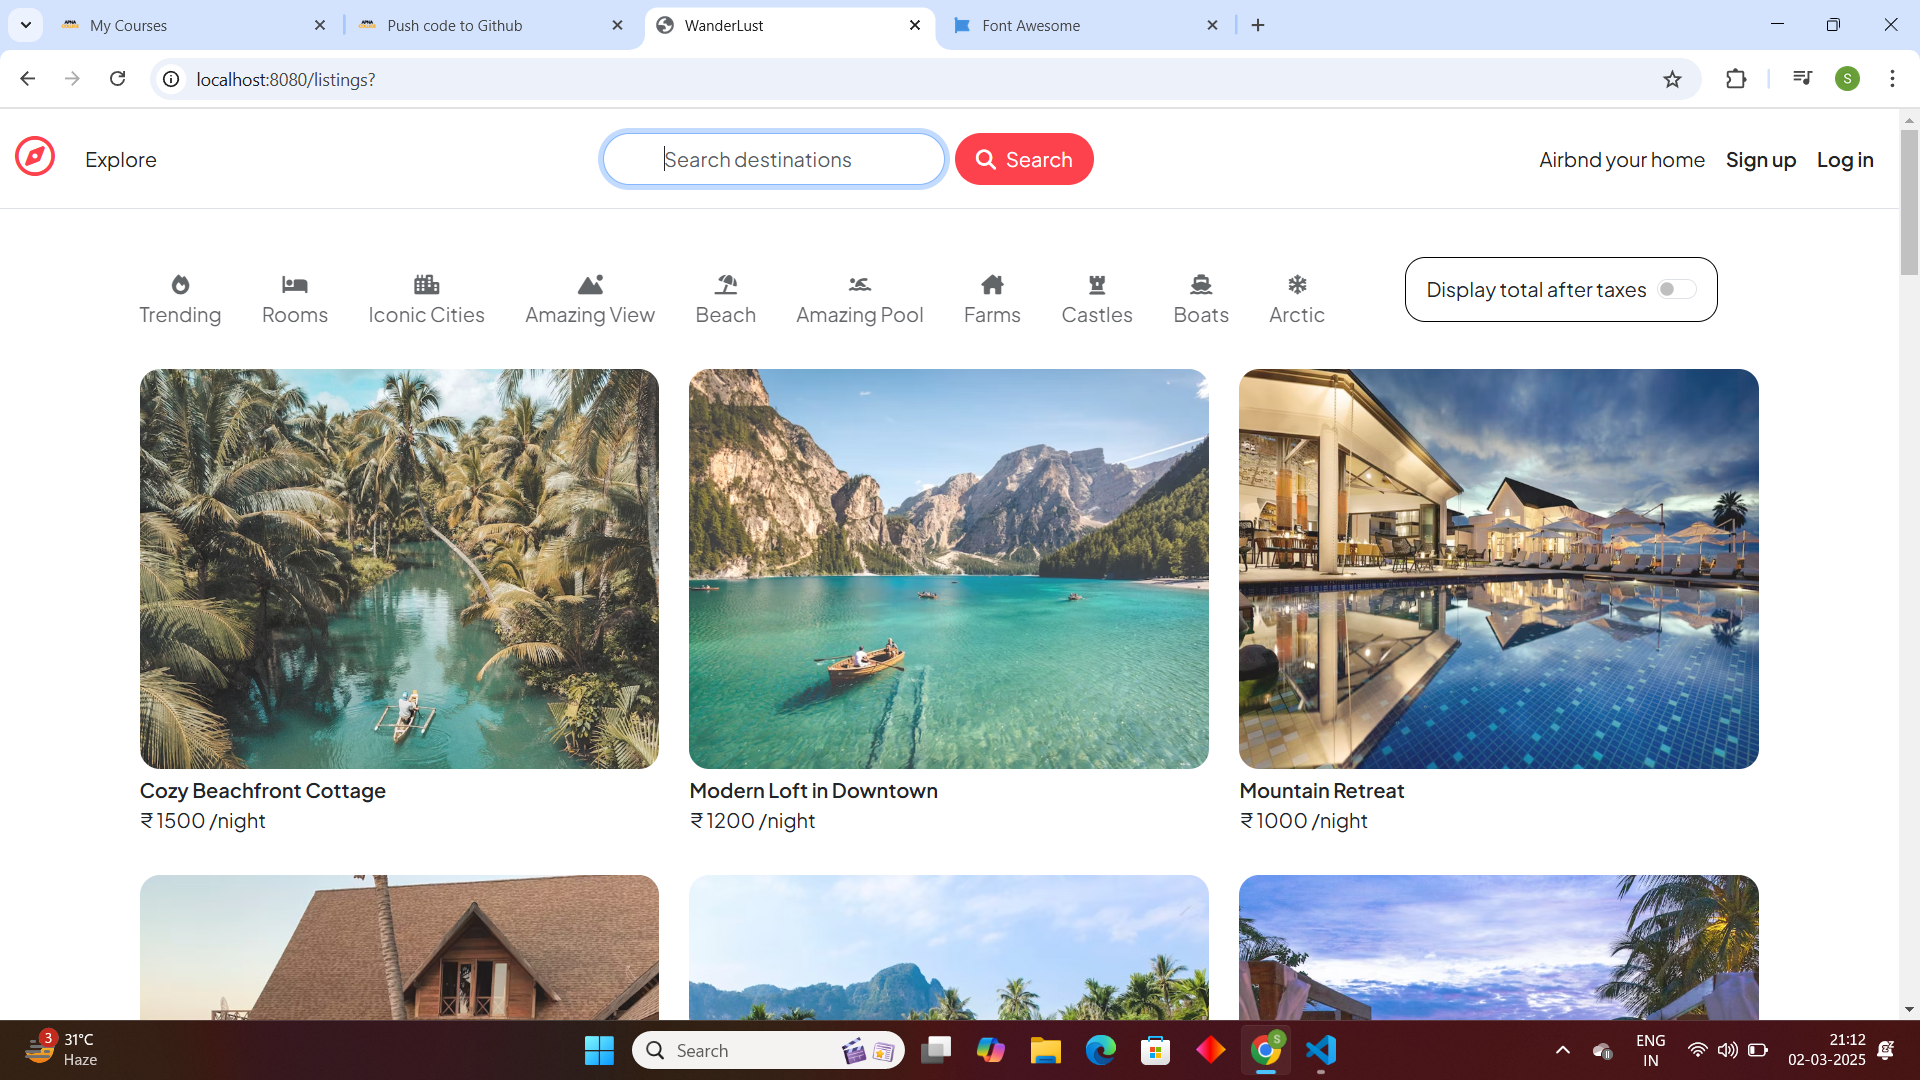 My Courses
Push code to Github
WanderLust
Font Awesome
localhost:8080/listings?
S
Explore
Search destinations
Search
Airbnd your home
Sign up
Log in
Trending
Rooms
Iconic Cities
Amazing View
Beach
Amazing Pool
Farms
Castles
Boats
Arctic
Display total after taxes
Cozy Beachfront Cottage
₹1500 /night
Modern Loft in Downtown
₹1200 /night
Mountain Retreat
₹1000 /night
3
31°C
Haze
Search
S
ENG
IN
21:12
02-03-2025